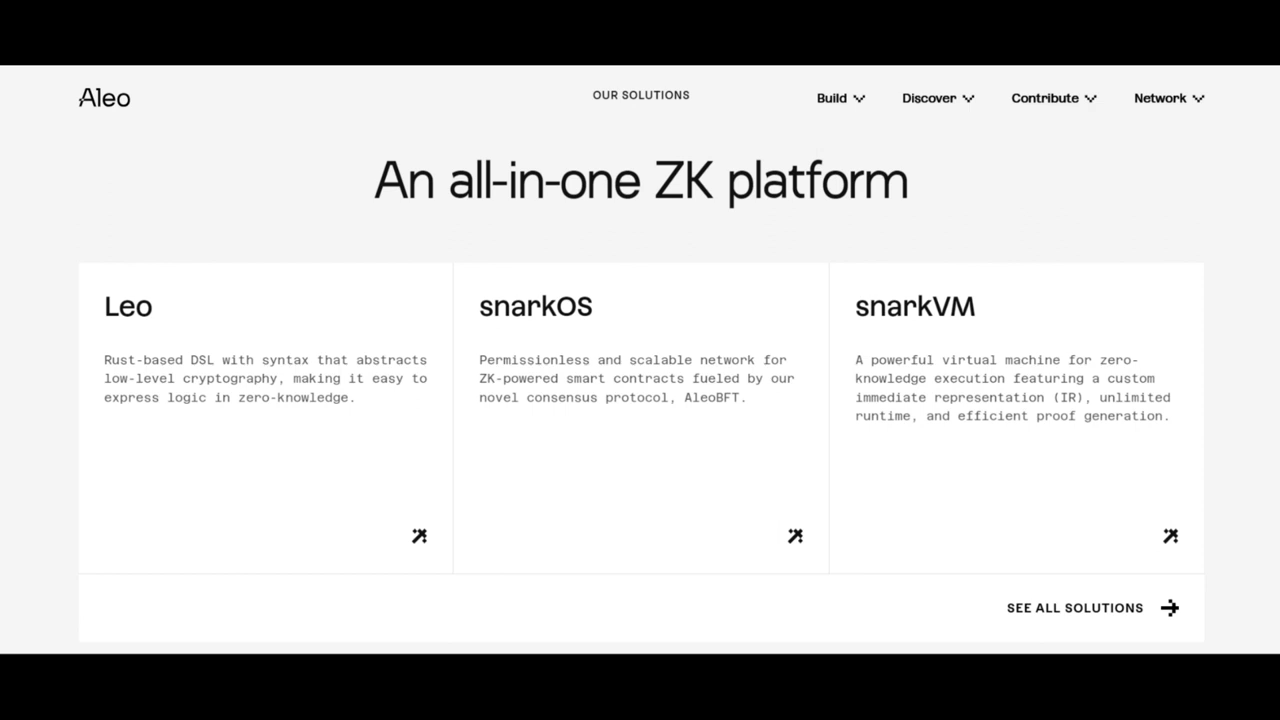 Aleo
OUR SOLUTIONS
Build
Discover
Contribute
Network
An all-in-one ZK platform
Leo
Rust-based DSL with syntax that abstracts
low-level cryptography, making it easy to
express logic in zero-knowledge.
snarkOS
Permissionless and scalable network for
ZK-powered smart contracts fueled by our
novel consensus protocol, AleoBFT.
snarkVM
A powerful virtual machine for zero-
knowledge execution featuring a custom
immediate representation (IR), unlimited
runtime, and efficient proof generation.
SEE ALL SOLUTIONS